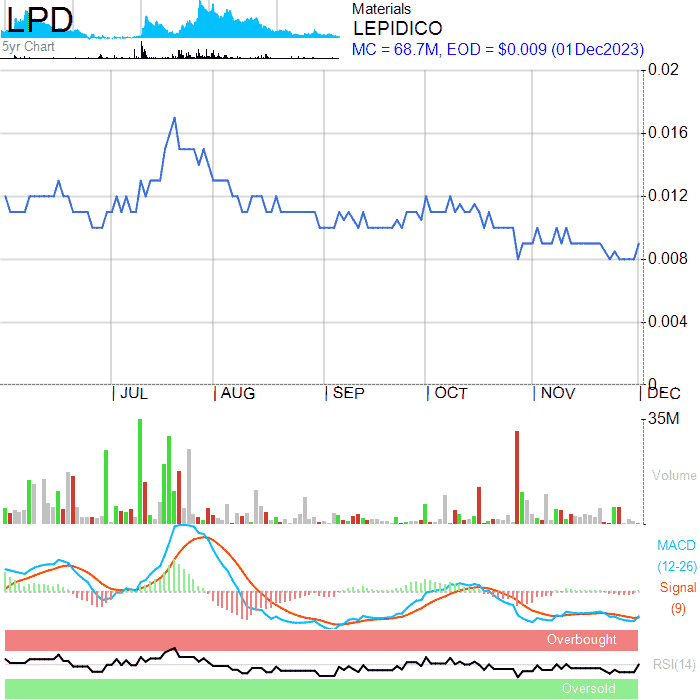 LPD
5yr Chart
Materials
LEPIDICO
MC = 68.7M, EOD = $0.009 (01Dec2023)
0.02
0.016
0.012
0.008
0.004
0
JUL AUG SEP OCT NOV DEC
35M
Volume
MACD
(12-26)
Signal
(9)
Overbought
RSI(14)
Oversold